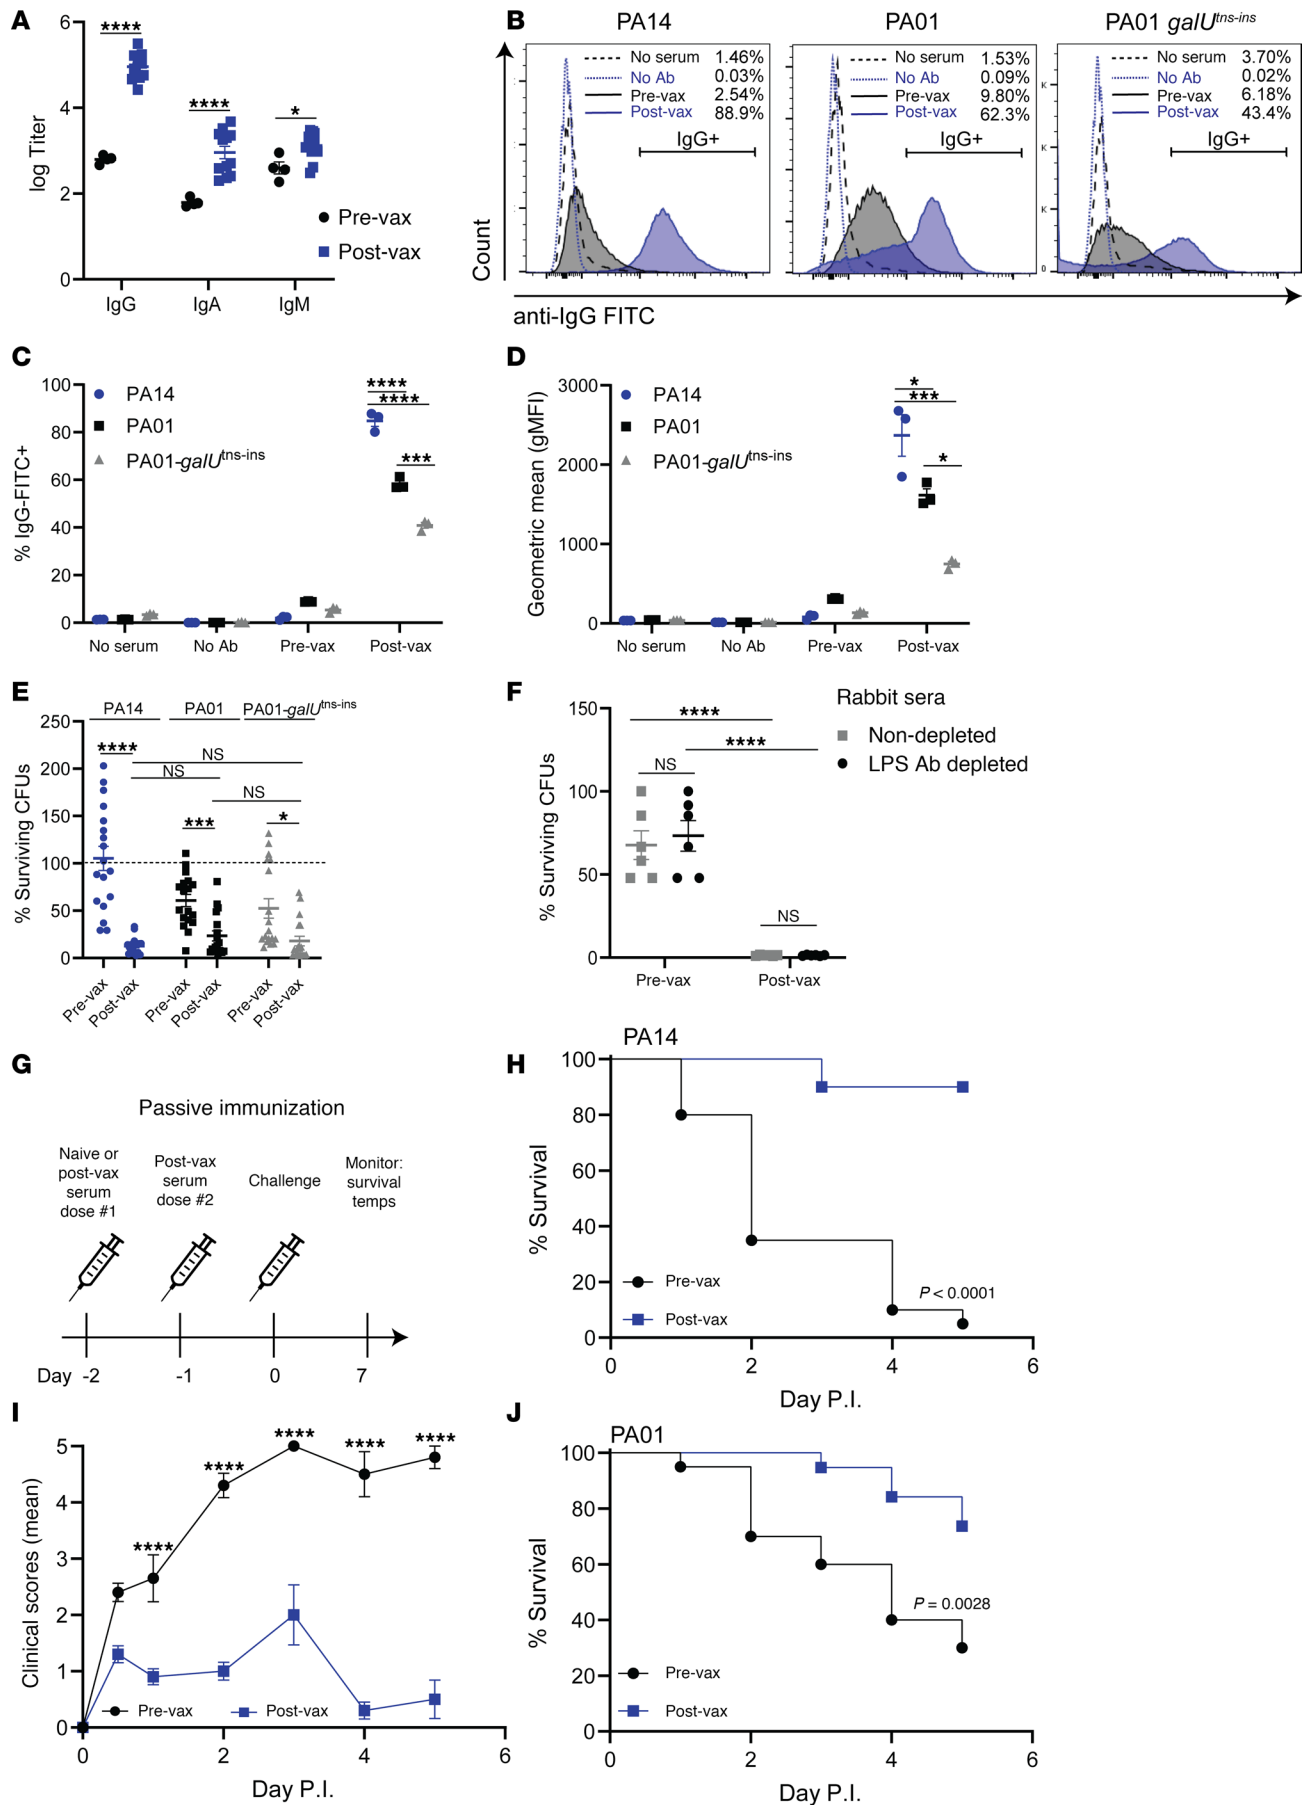 A
6
4
2
0
log Titer
****
****
*
Pre-vax
Post-vax
IgG
IgA
IgM
B
PA14
PA01
PA01 galU tns-ins
No serum 1.46%
No Ab 0.03%
Pre-vax 2.54%
Post-vax 88.9%
IgG+
No serum 1.53%
No Ab 0.09%
Pre-vax 9.80%
Post-vax 62.3%
IgG+
No serum 3.70%
No Ab 0.02%
Pre-vax 6.18%
Post-vax 43.4%
IgG+
K
K
K
0
Count
anti-IgG FITC
C
100
80
60
40
20
0
% IgG-FITC+
PA14
PA01
PA01-galU tns-ins
****
****
***
No serum
No Ab
Pre-vax
Post-vax
D
3000
2000
1000
0
Geometric mean (gMFI)
PA14
PA01
PA01-galU tns-ins
*
***
*
No serum
No Ab
Pre-vax
Post-vax
E
PA14
PA01
PA01-galU tns-ins
250
200
150
100
50
0
% Surviving CFUs
****
NS
NS
NS
***
*
Pre-vax
Post-vax
Pre-vax
Post-vax
Pre-vax
Post-vax
F
150
100
50
0
% Surviving CFUs
****
****
NS
NS
Pre-vax
Post-vax
Rabbit sera
Non-depleted
LPS Ab depleted
G
Passive immunization
Naive or
post-vax
serum
dose #1
Post-vax
serum
dose #2
Challenge
Monitor:
survival
temps
Day -2
-1
0
7
H
PA14
100
80
60
40
20
0
% Survival
Pre-vax
Post-vax
P < 0.0001
0
2
4
6
Day P.I.
I
5
4
3
2
1
0
Clinical scores (mean)
****
****
****
****
****
Pre-vax
Post-vax
0
2
4
6
Day P.I.
J
PA01
100
80
60
40
20
0
% Survival
P = 0.0028
Pre-vax
Post-vax
0
2
4
6
Day P.I.